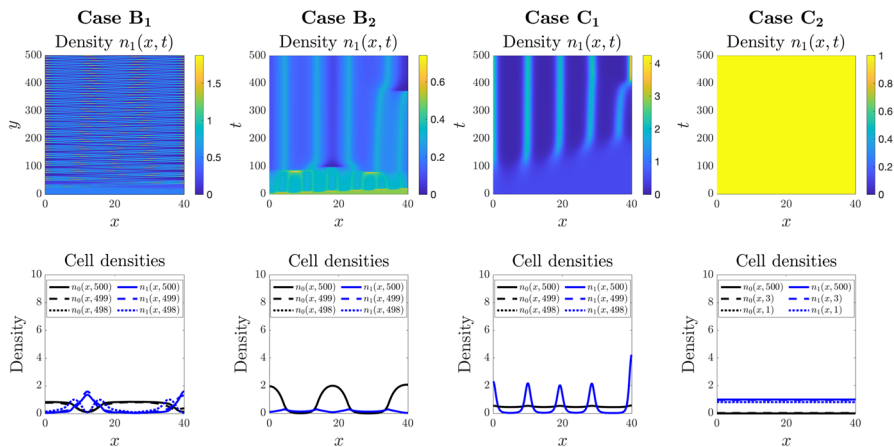 Case B₁ Case B₂ Case C₁ Case C₂
Density n₁(x, t) Density n₁(x, t) Density n₁(x, t) Density n₁(x, t)
500 500 500 500
400 400 400 400
300 300 300 300
200 200 200 200
100 100 100 100
0 0 0 0
y t t t
1.5 1 0.5 0
0.6 0.4 0.2 0
4 3 2 1 0
1 0.8 0.6 0.4 0.2 0
0 20 40 0 20 40 0 20 40 0 20 40
x x x x
Cell densities Cell densities Cell densities Cell densities
10 10 10 10
n₀(x, 500) n₁(x, 500) n₀(x, 500) n₁(x, 500) n₀(x, 500) n₁(x, 500) n₀(x, 500) n₁(x, 500)
n₀(x, 499) n₁(x, 499) n₀(x, 499) n₁(x, 499) n₀(x, 499) n₁(x, 499) n₀(x, 3) n₁(x, 3)
n₀(x, 498) n₁(x, 498) n₀(x, 498) n₁(x, 498) n₀(x, 498) n₁(x, 498) n₀(x, 1) n₁(x, 1)
8 8 8 8
6 6 6 6
4 4 4 4
2 2 2 2
0 0 0 0
Density Density Density Density
0 20 40 0 20 40 0 20 40 0 20 40
x x x x